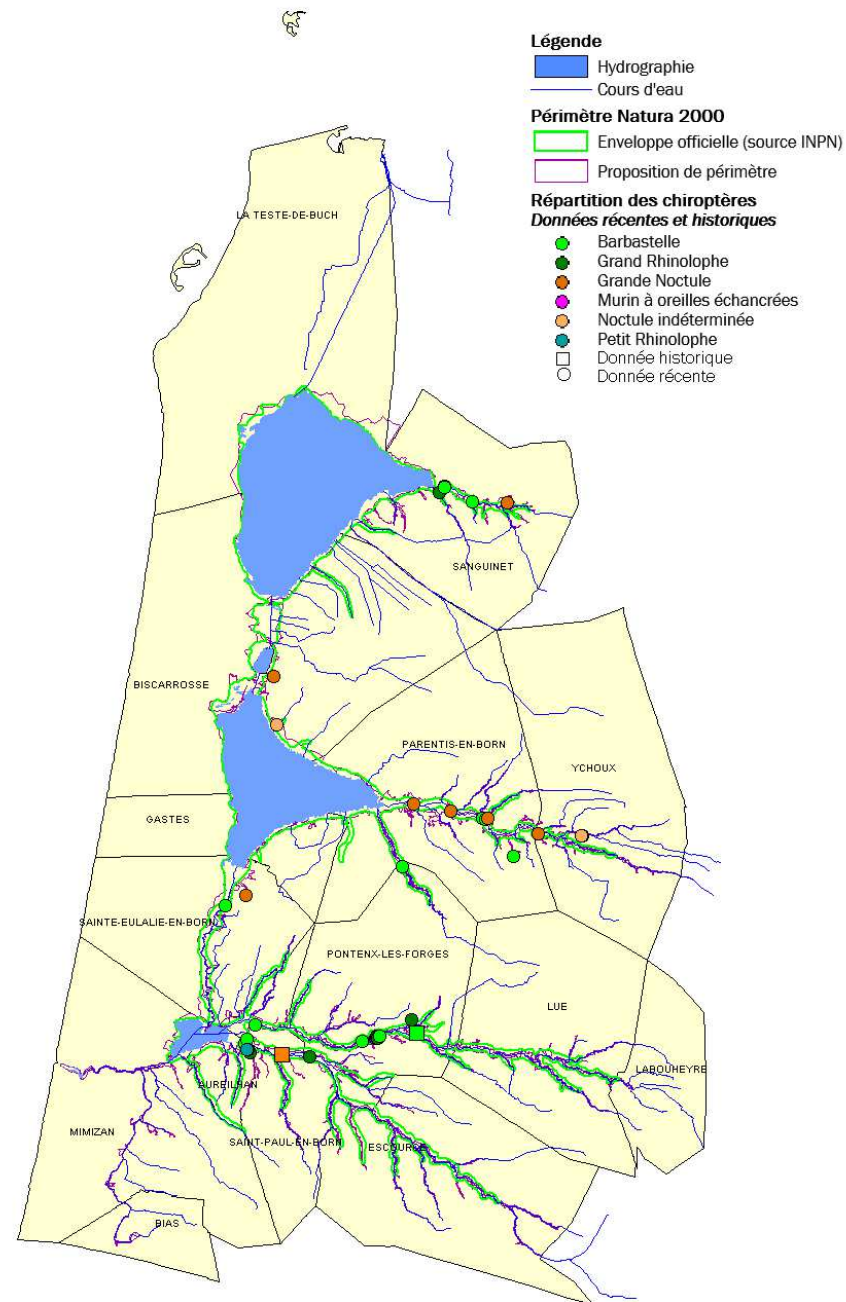 Légende
Hydrographie
Cours d'eau
Périmètre Natura 2000
Enveloppe officielle (source INPN)
Proposition de périmètre
Répartition des chiroptères
Données récentes et historiques
Barbastelle
Grand Rhinolophe
Grande Noctule
Murin à oreilles échancrées
Noctule indéterminée
Petit Rhinolophe
Donnée historique
Donnée récente
LA TESTE-DE-BUCH
SANGUINET
BISCARROSSE
PARENTIS-EN-BORN
YCHOUX
GASTES
SAINTE-EULALIE-EN-BORN
PONTENX-LES-FORGES
LUE
LABOUHEYRE
AUREILHAN
MIMIZAN
SAINT-PAUL-EN-BORN
ESCOURCE
BIAS